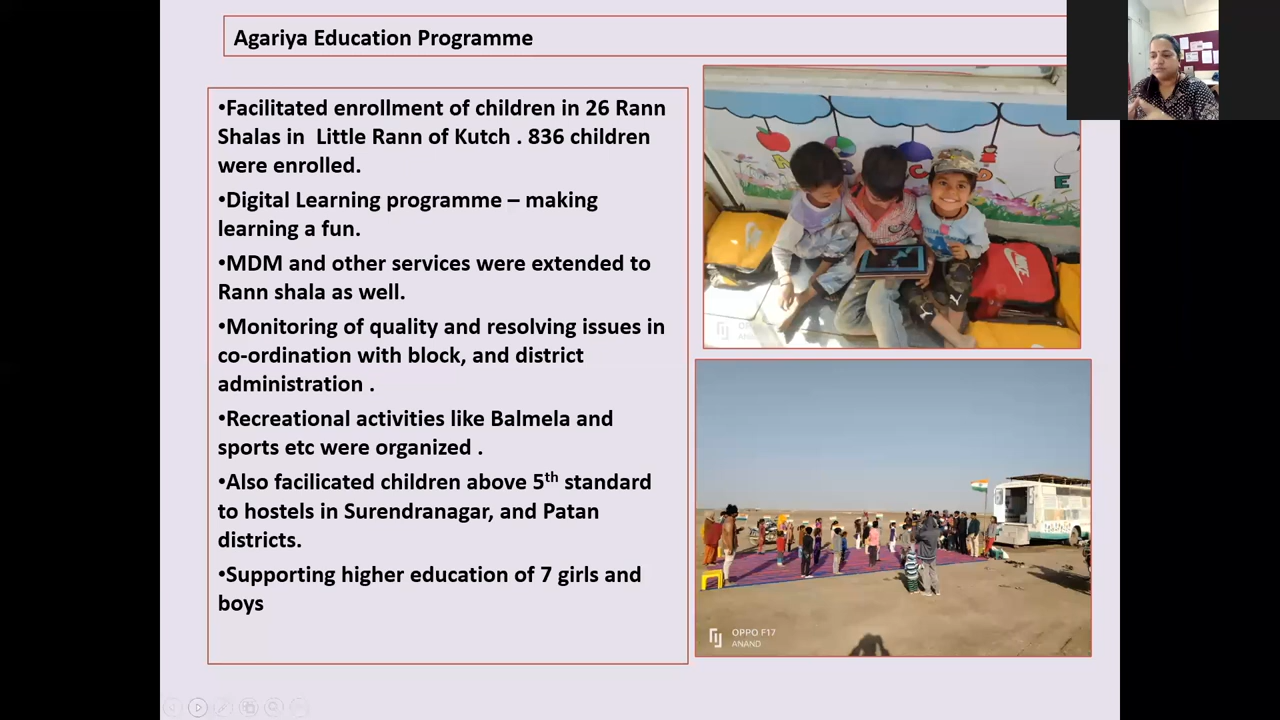 Agariya Education Programme
•Facilitated enrollment of children in 26 Rann
Shalas in Little Rann of Kutch . 836 children
were enrolled.
•Digital Learning programme – making
learning a fun.
•MDM and other services were extended to
Rann shala as well.
•Monitoring of quality and resolving issues in
co-ordination with block, and district
administration .
•Recreational activities like Balmela and
sports etc were organized .
•Also facilicated children above 5th standard
to hostels in Surendranagar, and Patan
districts.
•Supporting higher education of 7 girls and
boys
E
OPPO F17
ANAND